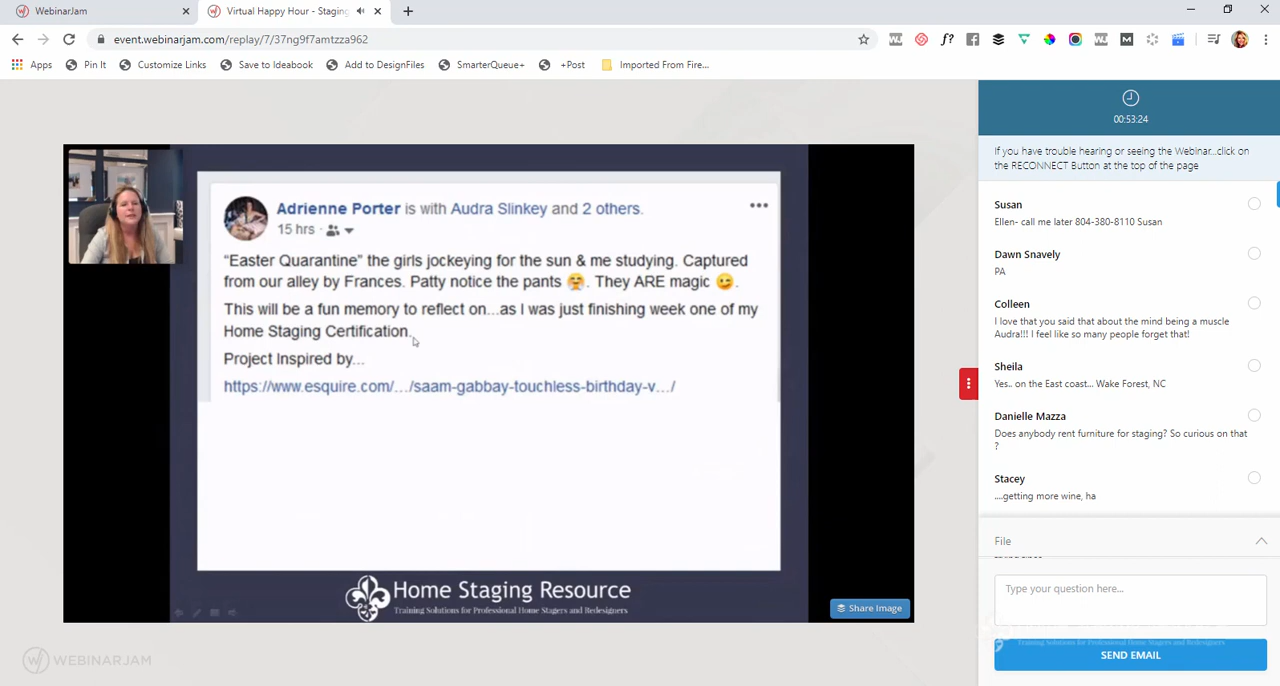 WebinarJam
Virtual Happy Hour - Staging
event.webinarjam.com/replay/7/37ng9f7amtzza962
Apps Pin It Customize Links Save to Ideabook Add to DesignFiles SmarterQueue+ +Post Imported From Fire...
00:53:24
If you have trouble hearing or seeing the Webinar...click on
the RECONNECT Button at the top of the page
Adrienne Porter is with Audra Slinkey and 2 others.
15 hrs
“Easter Quarantine” the girls jockeying for the sun & me studying. Captured
from our alley by Frances. Patty notice the pants 😤. They ARE magic 😉.
This will be a fun memory to reflect on...as I was just finishing week one of my
Home Staging Certification.
Project Inspired by...
https://www.esquire.com/.../saam-gabbay-touchless-birthday-v.../
Home Staging Resource
Training Solutions for Professional Home Stagers and Redesigners
Share Image
WEBINARJAM
Susan
Ellen- call me later 804-380-8110 Susan
Dawn Snavely
PA
Colleen
I love that you said that about the mind being a muscle
Audra!!! I feel like so many people forget that!
Sheila
Yes.. on the East coast... Wake Forest, NC
Danielle Mazza
Does anybody rent furniture for staging? So curious on that
?
Stacey
....getting more wine, ha
File
Type your question here...
Training Solutions for Professional Home Stagers and Redesigners
SEND EMAIL